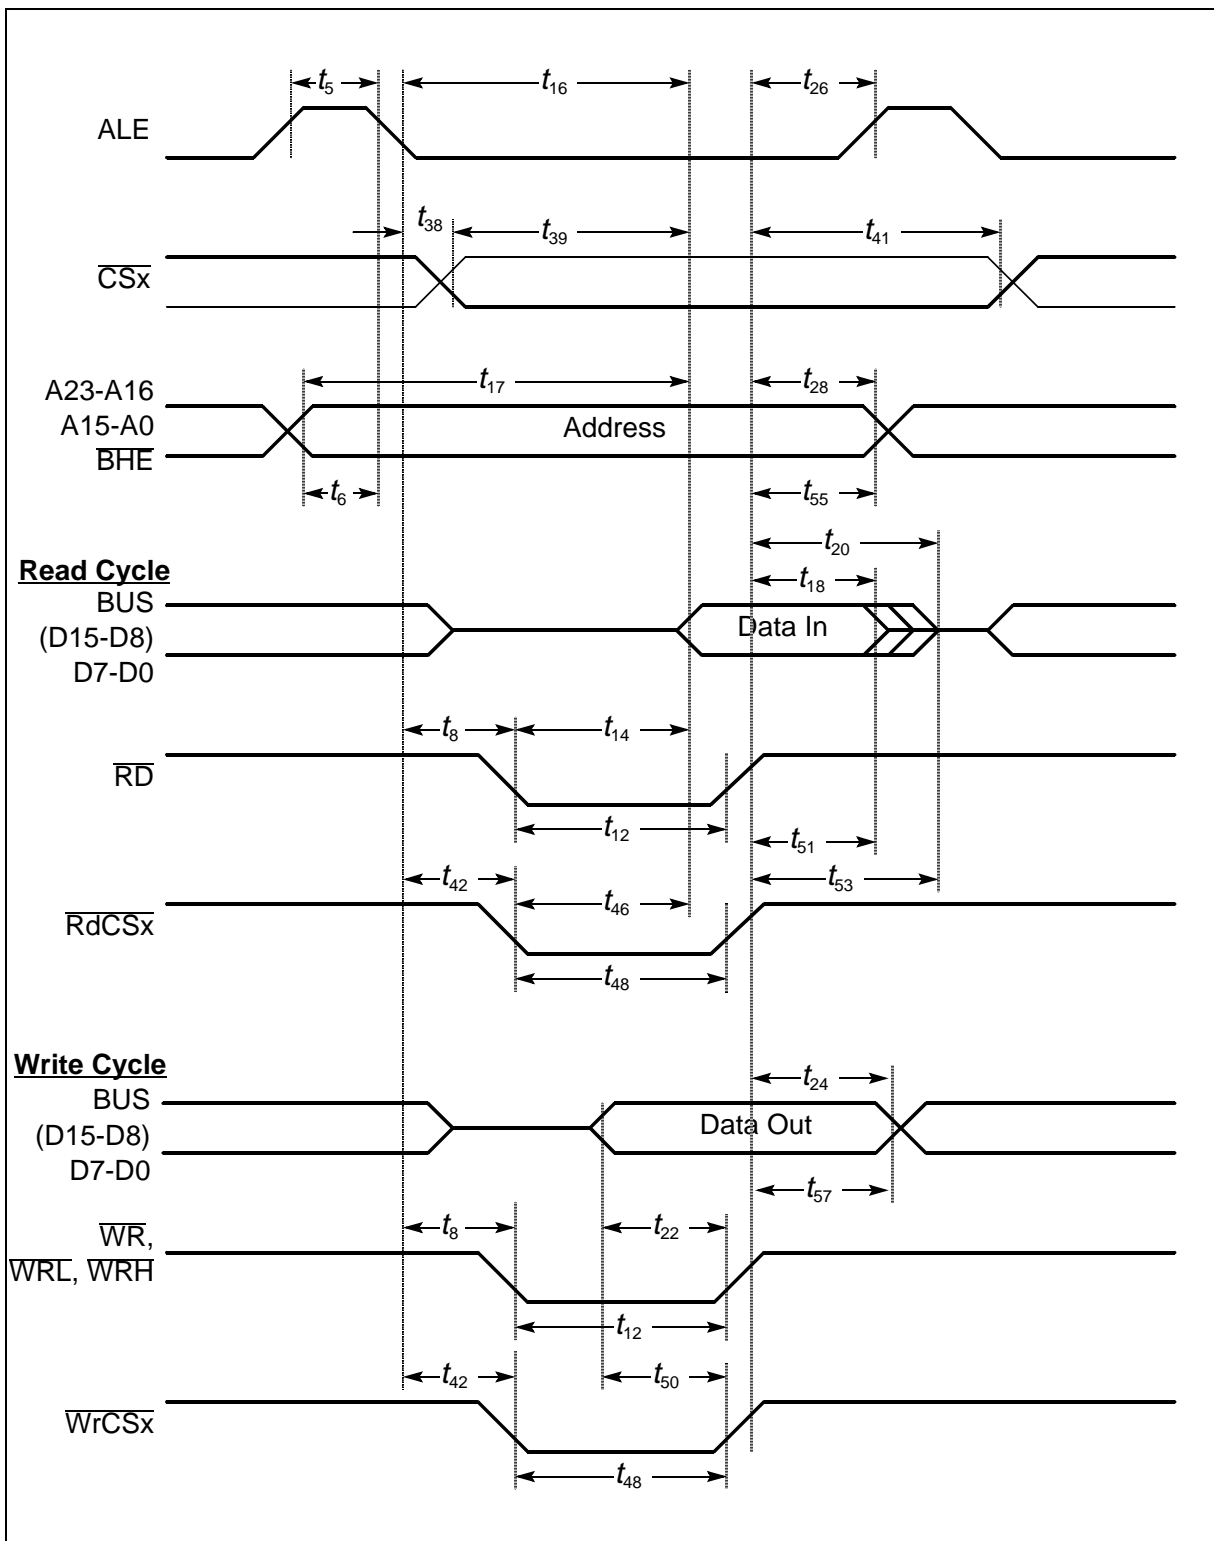 t5
t16
t26
ALE
t38
t39
t41
CSx
t17
t28
A23-A16
A15-A0
BHE
Address
t6
t55
t20
Read Cycle
t18
BUS
(D15-D8)
D7-D0
Data In
t8
t14
RD
t12
t51
t42
t46
t53
RdCSx
t48
Write Cycle
t24
BUS
(D15-D8)
D7-D0
Data Out
t57
t8
t22
WR,
WRL, WRH
t12
t42
t50
WrCSx
t48